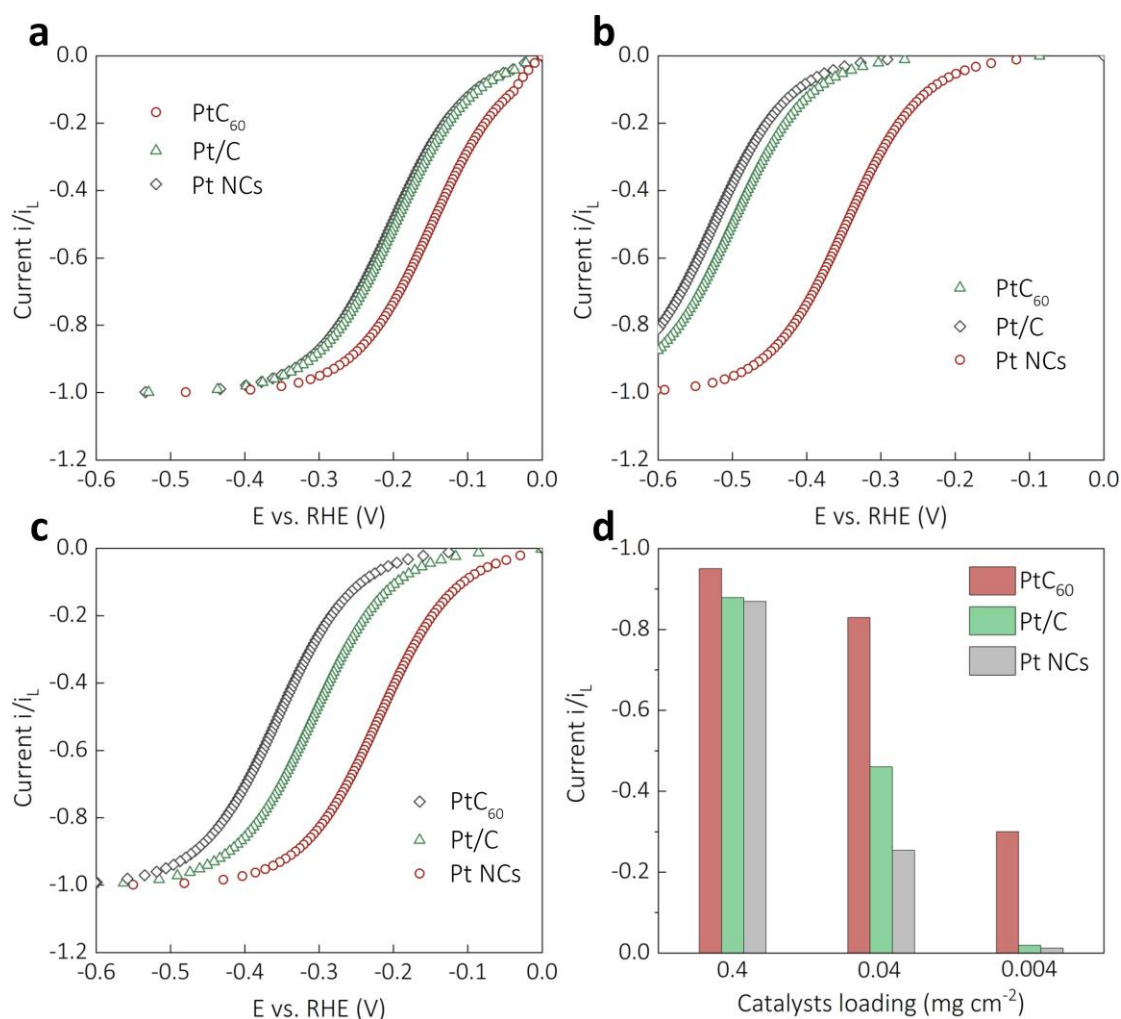 a
0.0
-0.2
-0.4
-0.6
-0.8
-1.0
-1.2
Current i/iL
PtC60
Pt/C
Pt NCs
-0.6 -0.5 -0.4 -0.3 -0.2 -0.1 0.0
E vs. RHE (V)
b
0.0
-0.2
-0.4
-0.6
-0.8
-1.0
-1.2
Current i/iL
PtC60
Pt/C
Pt NCs
-0.6 -0.5 -0.4 -0.3 -0.2 -0.1 0.0
E vs. RHE (V)
c
0.0
-0.2
-0.4
-0.6
-0.8
-1.0
-1.2
Current i/iL
PtC60
Pt/C
Pt NCs
-0.6 -0.5 -0.4 -0.3 -0.2 -0.1 0.0
E vs. RHE (V)
d
-1.0
-0.8
-0.6
-0.4
-0.2
0.0
Current i/iL
PtC60
Pt/C
Pt NCs
0.4 0.04 0.004
Catalysts loading (mg cm-2)